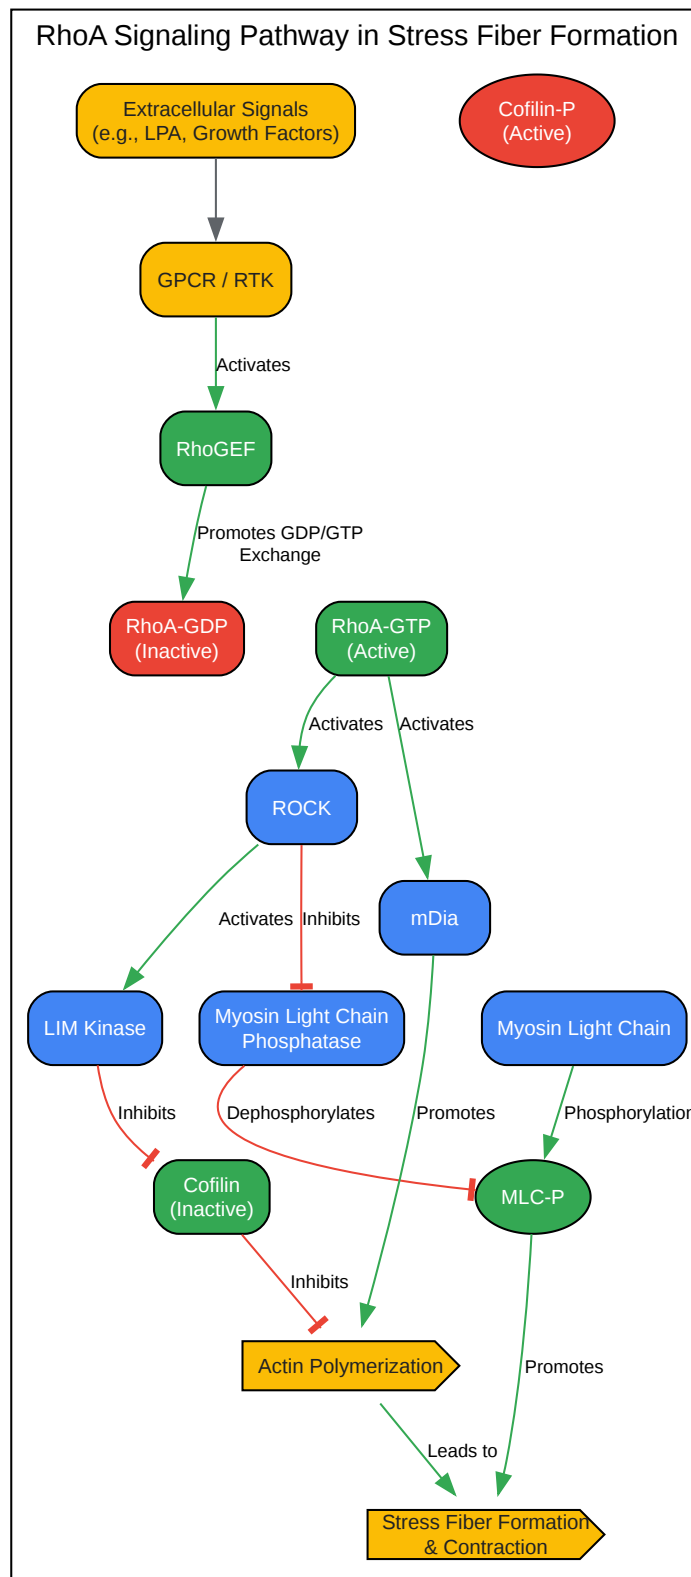 RhoA Signaling Pathway in Stress Fiber Formation
Extracellular Signals
(e.g., LPA, Growth Factors)
Cofilin-P
(Active)
GPCR / RTK
Activates
RhoGEF
Promotes GDP/GTP
Exchange
RhoA-GDP
(Inactive)
RhoA-GTP
(Active)
Activates
Activates
ROCK
mDia
Activates
Inhibits
LIM Kinase
Myosin Light Chain
Phosphatase
Myosin Light Chain
Inhibits
Dephosphorylates
Promotes
Phosphorylation
Cofilin
(Inactive)
MLC-P
Inhibits
Actin Polymerization
Promotes
Leads to
Stress Fiber Formation
& Contraction